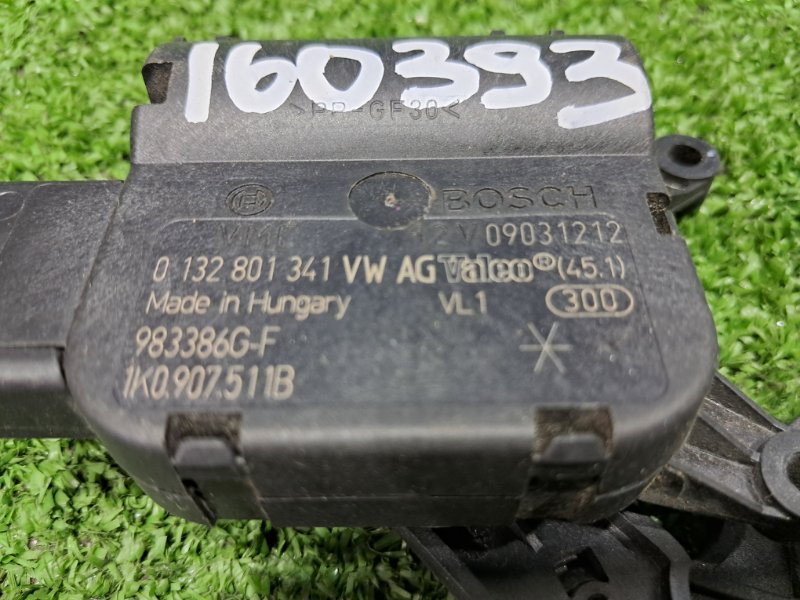 160393
>PP-GF30<
BOSCH
12V 09031212
0 132 801 341 VW AG Valeo® (45.1)
Made in Hungary VL1 300
983386G-F
1K0.907.511B